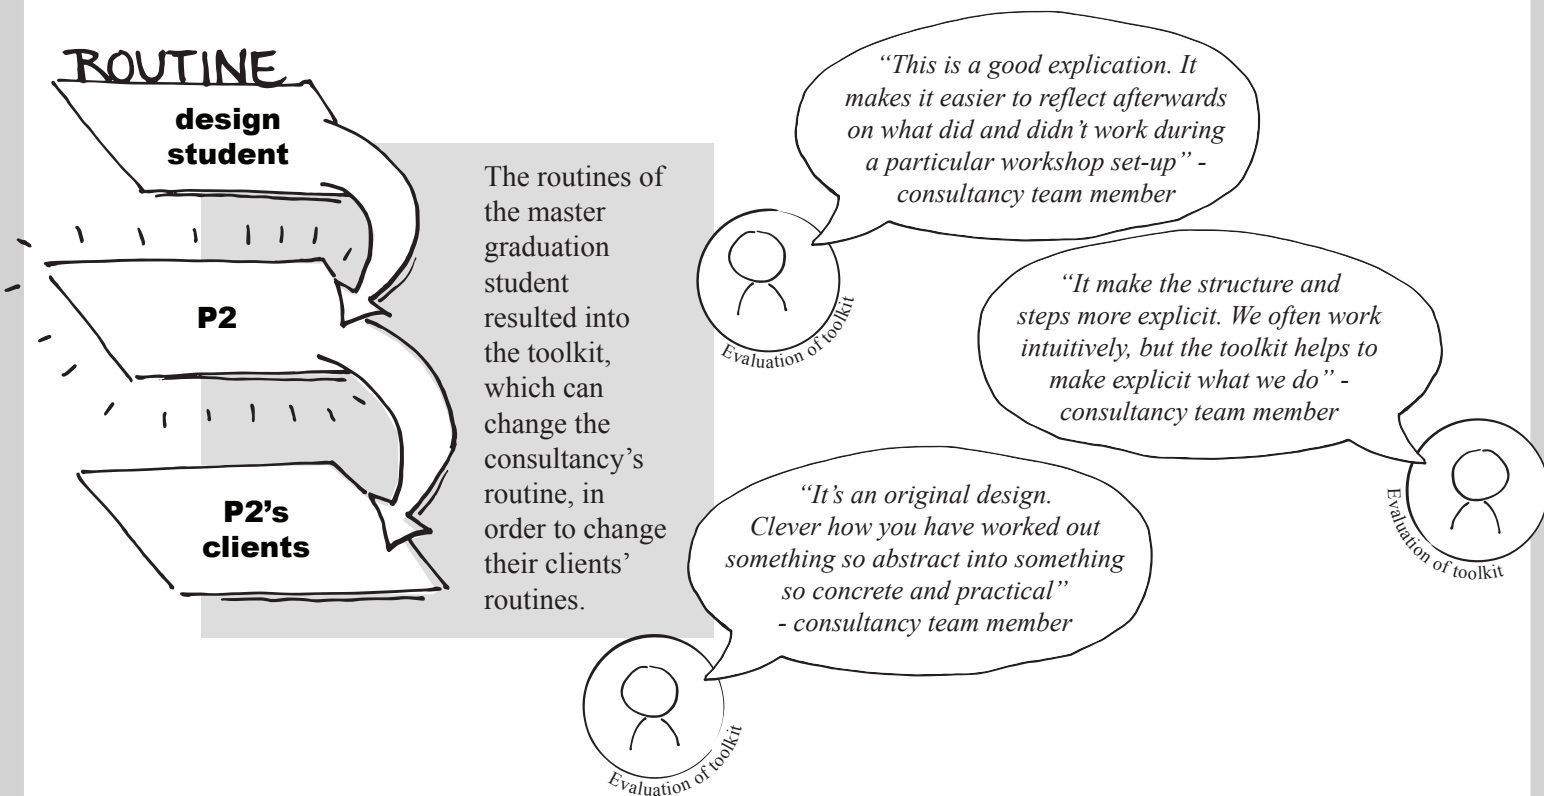 ROUTINE
design
student
P2
P2’s
clients
The routines of
the master
graduation
student
resulted into
the toolkit,
which can
change the
consultancy’s
routine, in
order to change
their clients’
routines.
“This is a good explication. It
makes it easier to reflect afterwards
on what did and didn’t work during
a particular workshop set-up” -
consultancy team member
Evaluation of toolkit
“It make the structure and
steps more explicit. We often work
intuitively, but the toolkit helps to
make explicit what we do” -
consultancy team member
Evaluation of toolkit
“It’s an original design.
Clever how you have worked out
something so abstract into something
so concrete and practical”
- consultancy team member
Evaluation of toolkit